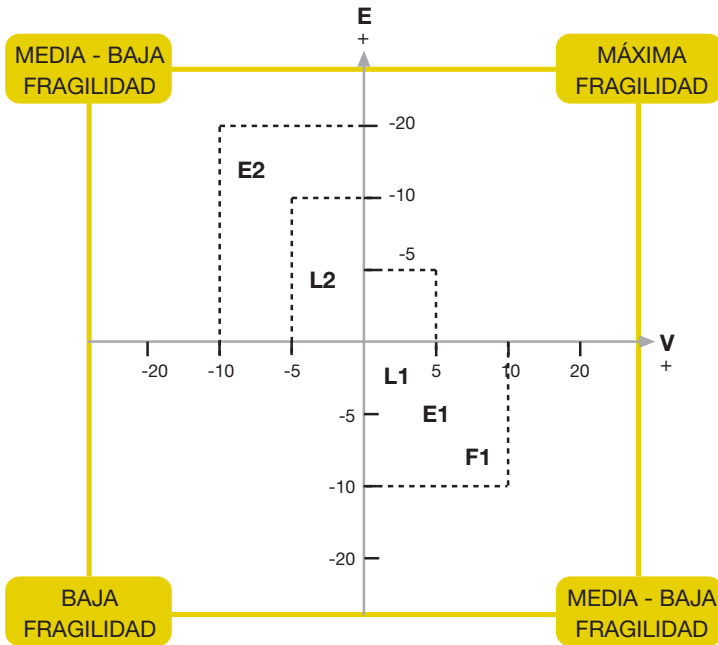 E
+
MEDIA - BAJA
FRAGILIDAD
MÁXIMA
FRAGILIDAD
-20
E2
-10
-5
L2
V
+
-20
-10
-5
5
10
20
L1
-5
E1
F1
-10
-20
BAJA
FRAGILIDAD
MEDIA - BAJA
FRAGILIDAD